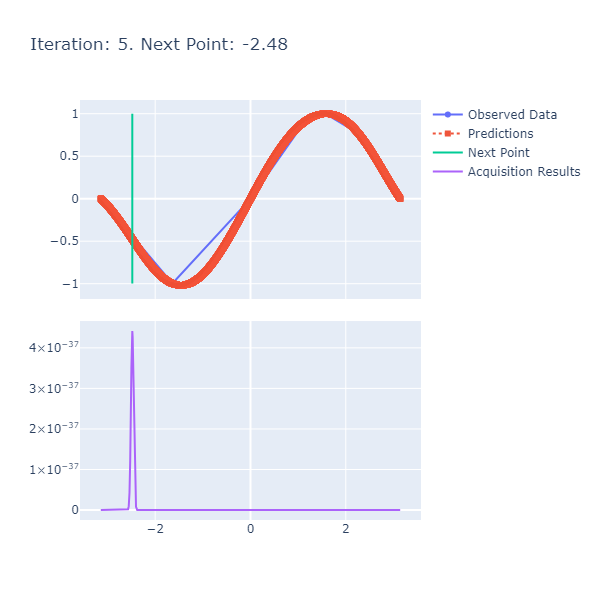 Iteration: 5. Next Point: -2.48
1
0.5
0
−0.5
−1
Observed Data
Predictions
Next Point
Acquisition Results
4×10⁻³⁷
3×10⁻³⁷
2×10⁻³⁷
1×10⁻³⁷
0
−2 0 2